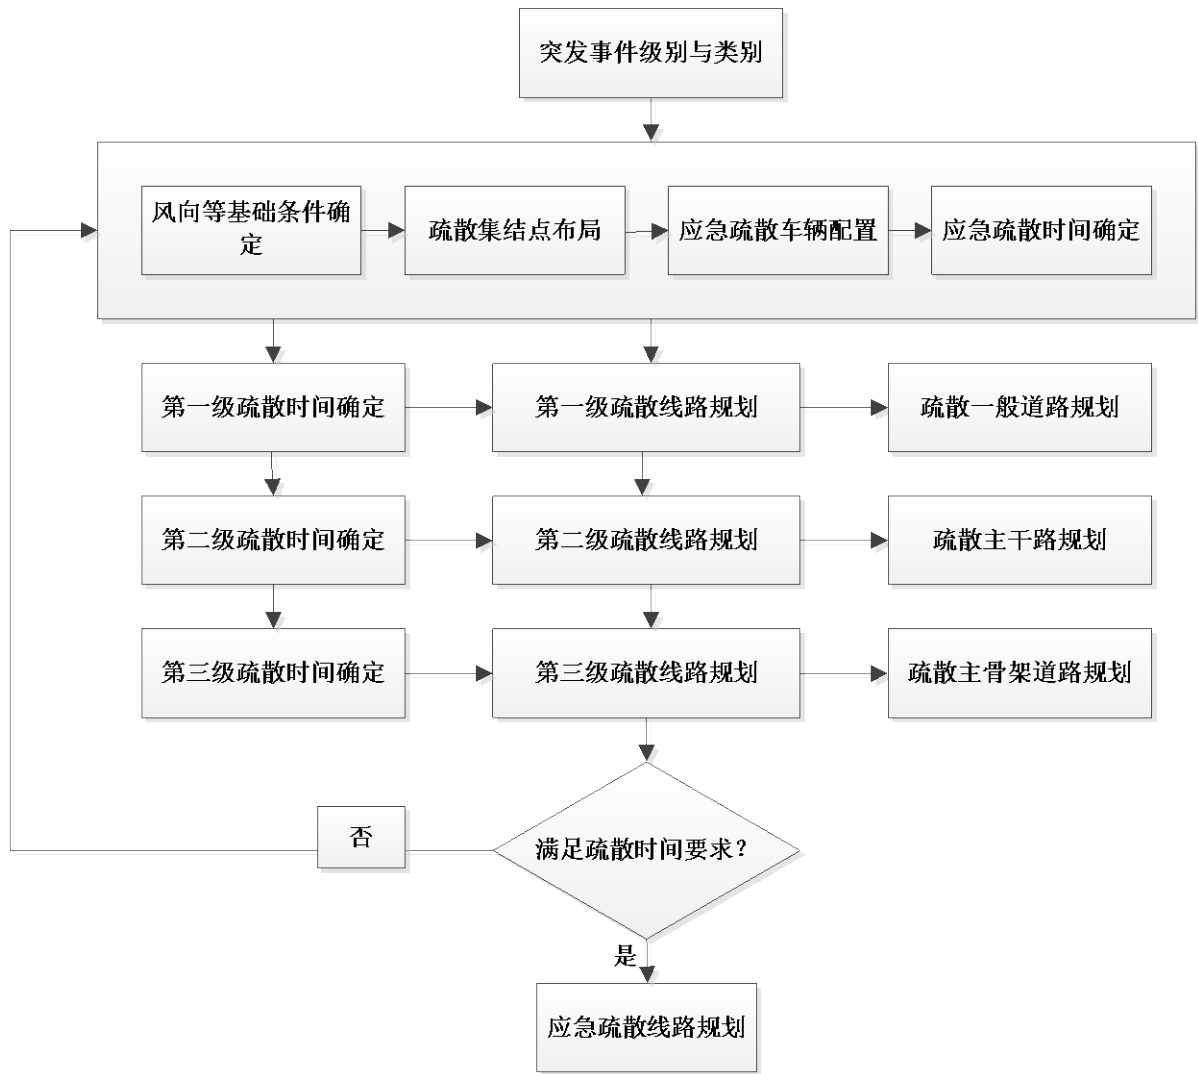 突发事件级别与类别
风向等基础条件确
定
疏散集结点布局
应急疏散车辆配置
应急疏散时间确定
第一级疏散时间确定
第一级疏散线路规划
疏散一般道路规划
第二级疏散时间确定
第二级疏散线路规划
疏散主干路规划
第三级疏散时间确定
第三级疏散线路规划
疏散主骨架道路规划
否
满足疏散时间要求？
是
应急疏散线路规划